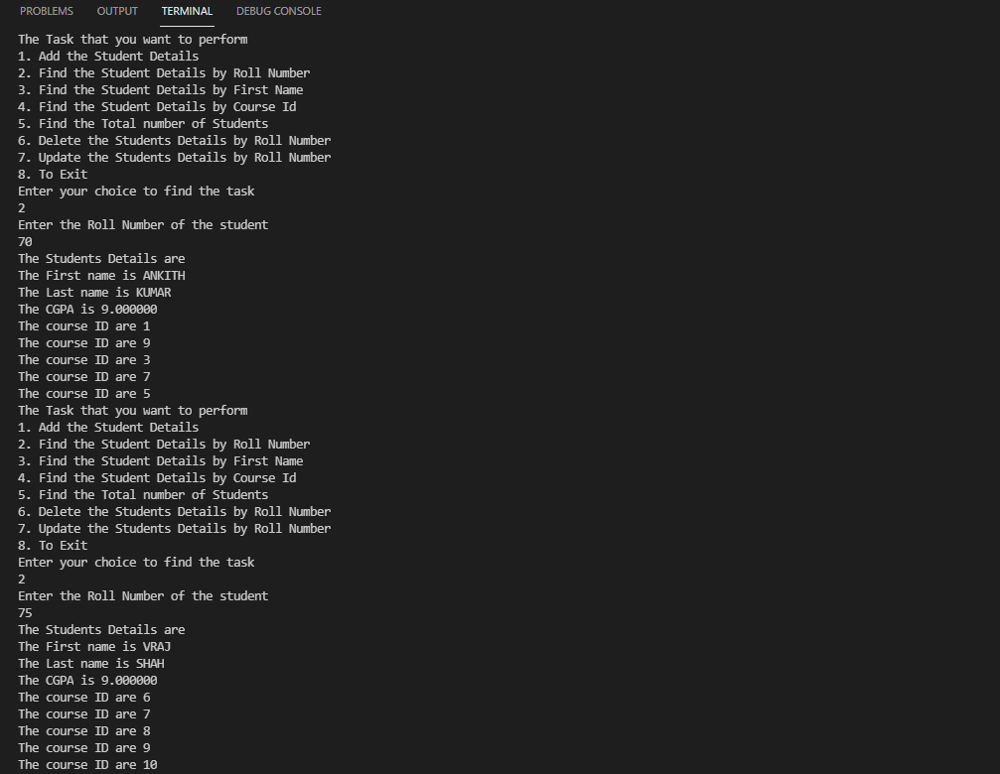 PROBLEMS OUTPUT TERMINAL DEBUG CONSOLE
The Task that you want to perform
1. Add the Student Details
2. Find the Student Details by Roll Number
3. Find the Student Details by First Name
4. Find the Student Details by Course Id
5. Find the Total number of Students
6. Delete the Students Details by Roll Number
7. Update the Students Details by Roll Number
8. To Exit
Enter your choice to find the task
2
Enter the Roll Number of the student
70
The Students Details are
The First name is ANKITH
The Last name is KUMAR
The CGPA is 9.000000
The course ID are 1
The course ID are 9
The course ID are 3
The course ID are 7
The course ID are 5
The Task that you want to perform
1. Add the Student Details
2. Find the Student Details by Roll Number
3. Find the Student Details by First Name
4. Find the Student Details by Course Id
5. Find the Total number of Students
6. Delete the Students Details by Roll Number
7. Update the Students Details by Roll Number
8. To Exit
Enter your choice to find the task
2
Enter the Roll Number of the student
75
The Students Details are
The First name is VRAJ
The Last name is SHAH
The CGPA is 9.000000
The course ID are 6
The course ID are 7
The course ID are 8
The course ID are 9
The course ID are 10